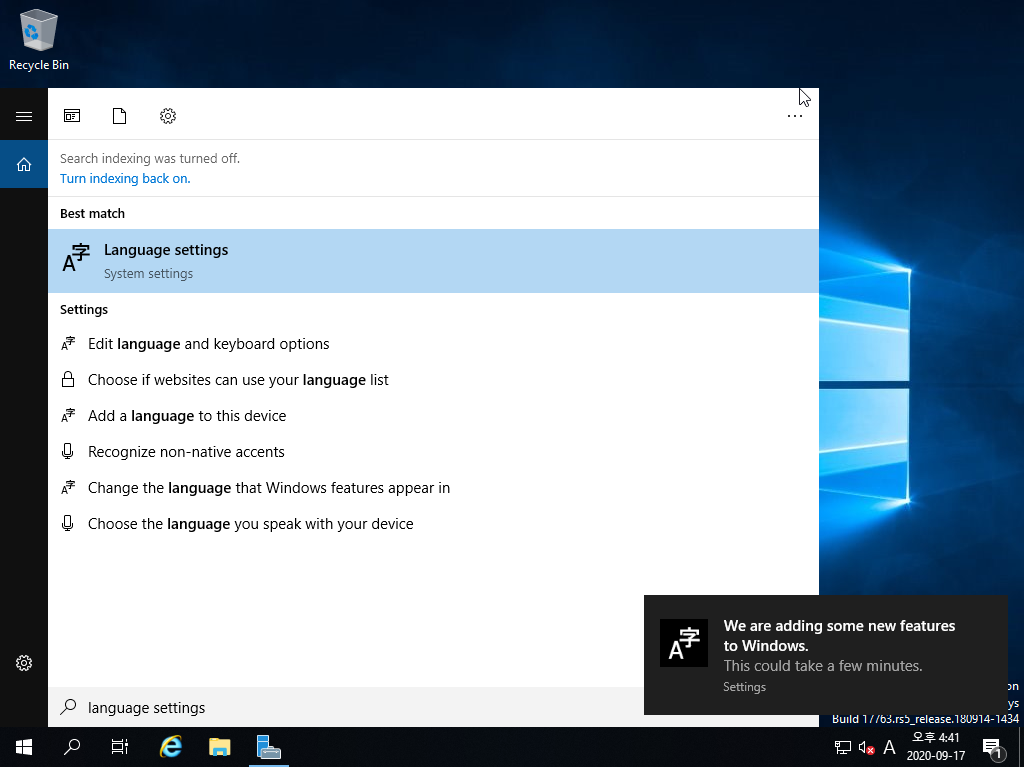 Recycle Bin
Search indexing was turned off.
Turn indexing back on.
Best match
Language settings
System settings
Settings
Edit language and keyboard options
Choose if websites can use your language list
Add a language to this device
Recognize non-native accents
Change the language that Windows features appear in
Choose the language you speak with your device
We are adding some new features
to Windows.
This could take a few minutes.
Settings
on
ys
Build 17763.rs5_release.180914-1434
language settings
A
오후 4:41
2020-09-17
1